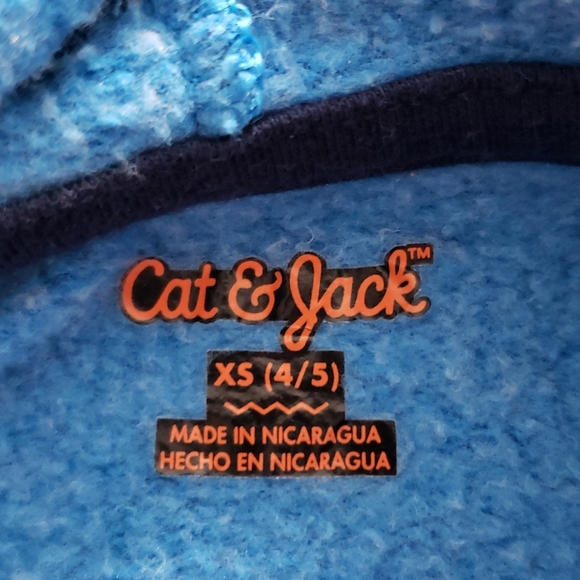 Cat & Jack™
XS (4/5)
MADE IN NICARAGUA
HECHO EN NICARAGUA